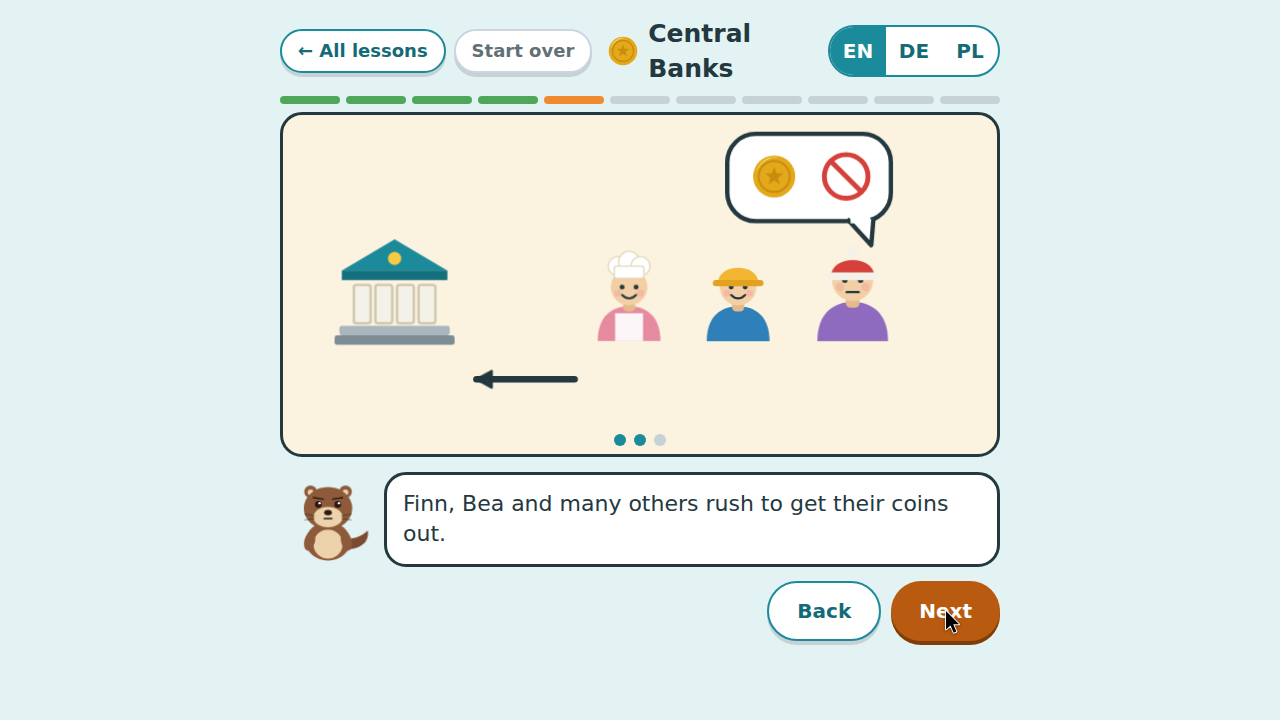 ← All lessons
Start over
Central
Banks
EN
DE
PL
Finn, Bea and many others rush to get their coins
out.
Back
Next